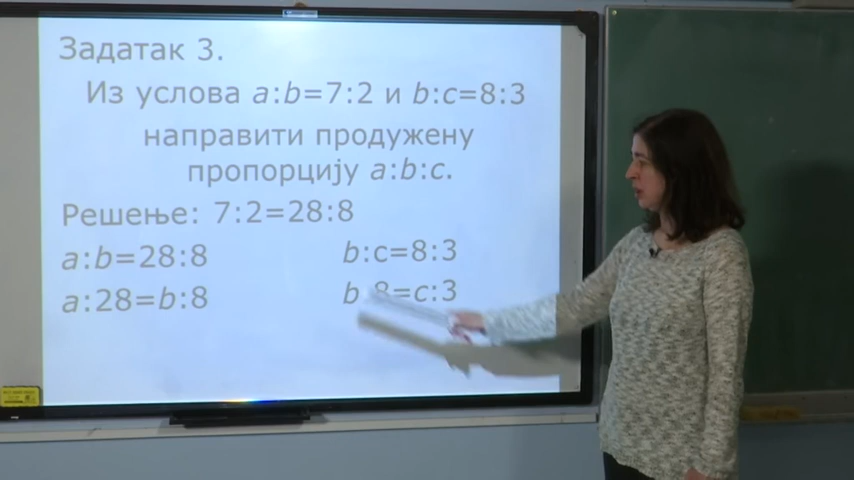 Задатак 3.
Из услова a:b=7:2 и b:c=8:3
направити продужену
пропорцију a:b:c.
Решење: 7:2=28:8
a:b=28:8 b:c=8:3
a:28=b:8 b:8=c:3